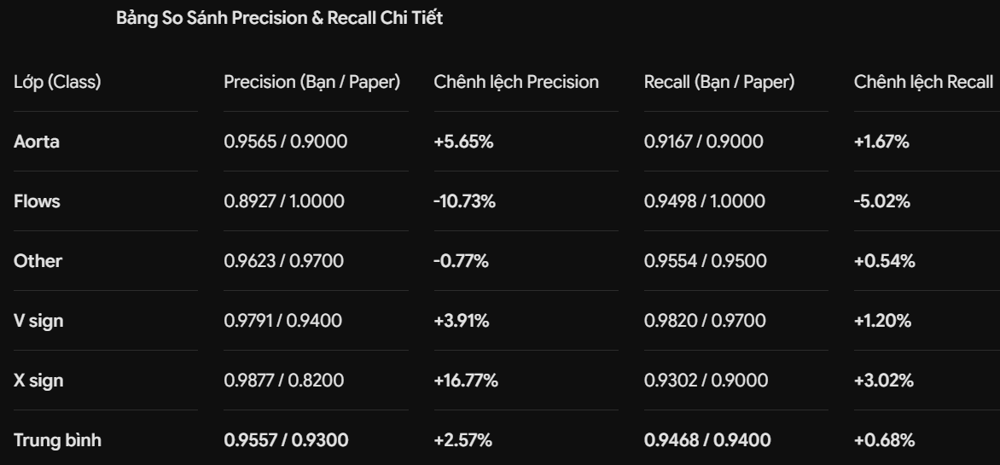 Bảng So Sánh Precision & Recall Chi Tiết
Lớp (Class) Precision (Bạn / Paper) Chênh lệch Precision Recall (Bạn / Paper) Chênh lệch Recall
Aorta 0.9565 / 0.9000 +5.65% 0.9167 / 0.9000 +1.67%
Flows 0.8927 / 1.0000 -10.73% 0.9498 / 1.0000 -5.02%
Other 0.9623 / 0.9700 -0.77% 0.9554 / 0.9500 +0.54%
V sign 0.9791 / 0.9400 +3.91% 0.9820 / 0.9700 +1.20%
X sign 0.9877 / 0.8200 +16.77% 0.9302 / 0.9000 +3.02%
Trung bình 0.9557 / 0.9300 +2.57% 0.9468 / 0.9400 +0.68%